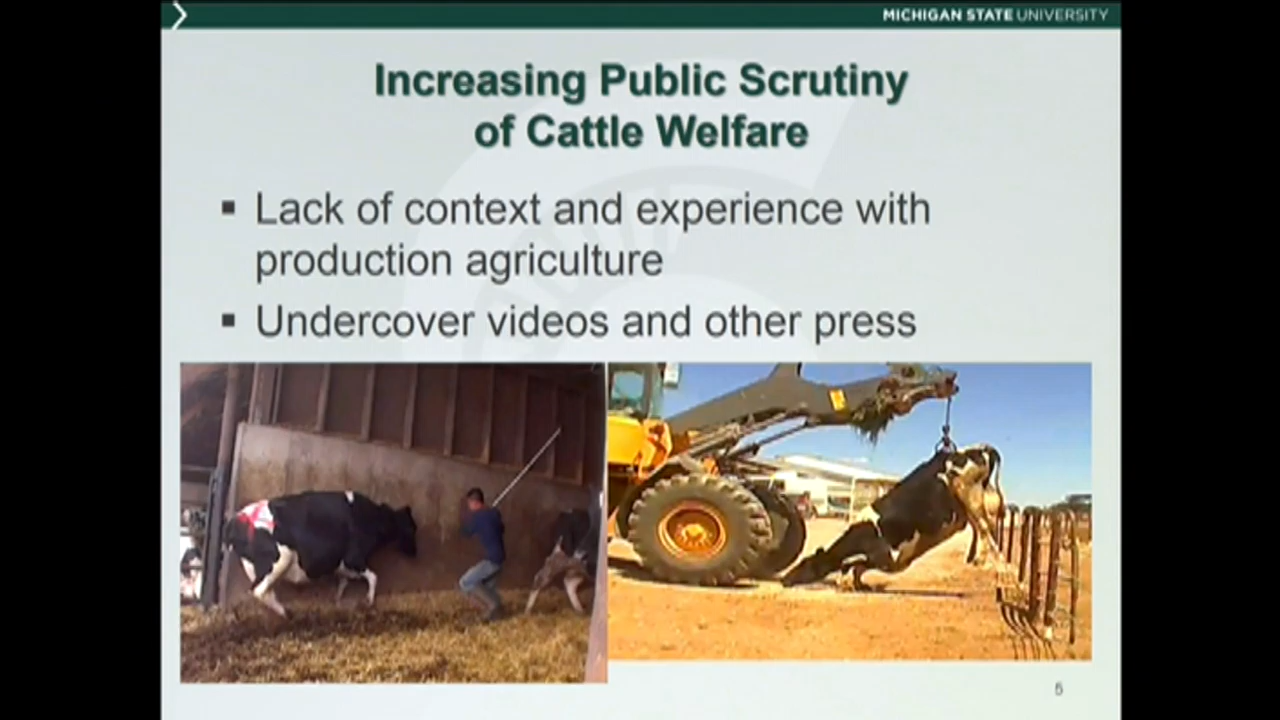 MICHIGAN STATE UNIVERSITY
Increasing Public Scrutiny
of Cattle Welfare
▪ Lack of context and experience with
production agriculture
▪ Undercover videos and other press
5